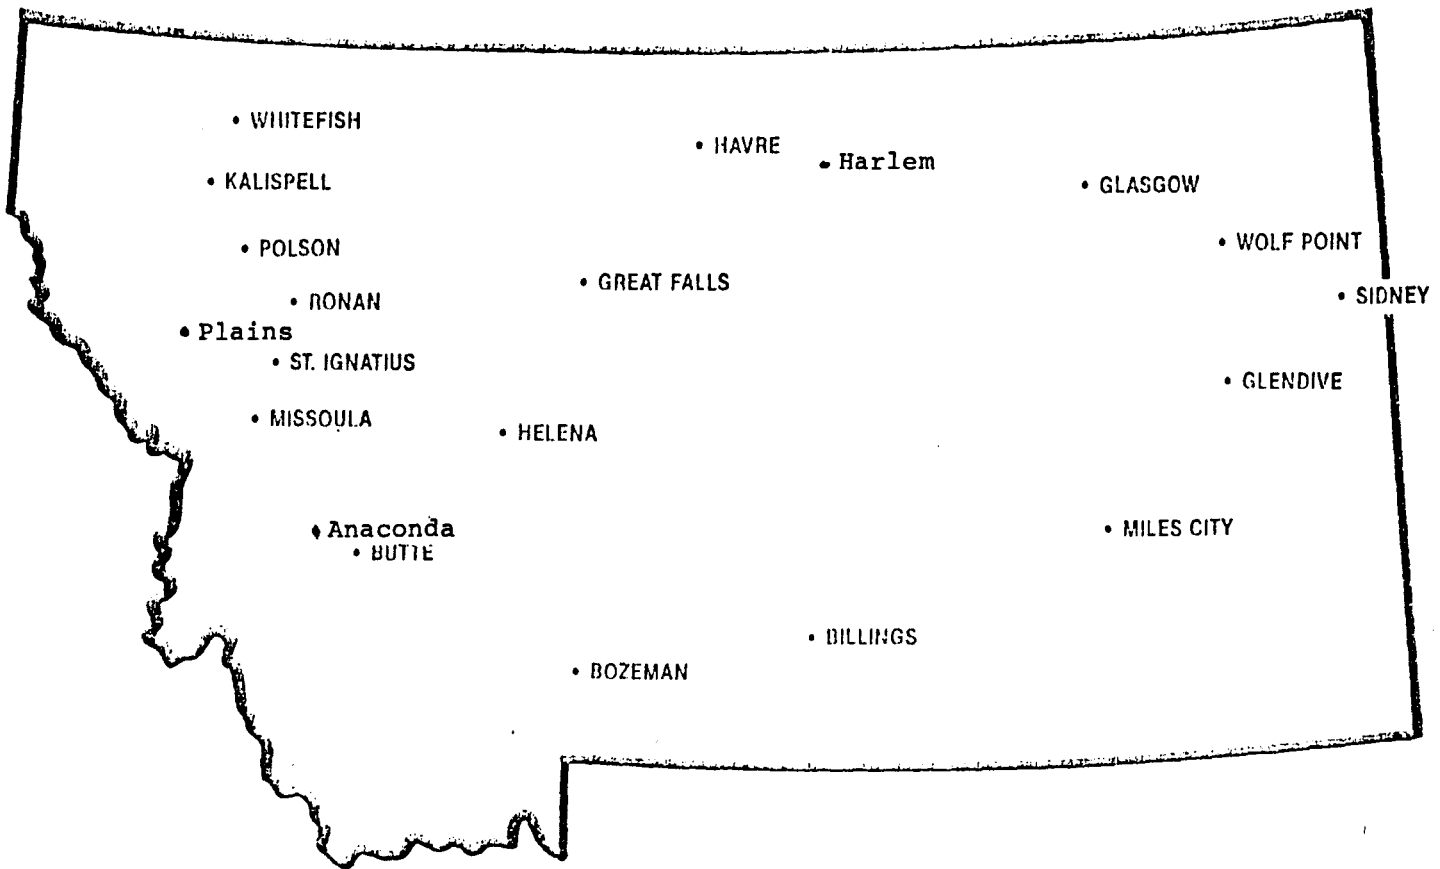 WHITEFISH
HAVRE
Harlem
KALISPELL
GLASGOW
POLSON
WOLF POINT
GREAT FALLS
SIDNEY
RONAN
Plains
ST. IGNATIUS
GLENDIVE
MISSOULA
HELENA
Anaconda
MILES CITY
BUTTE
BILLINGS
BOZEMAN